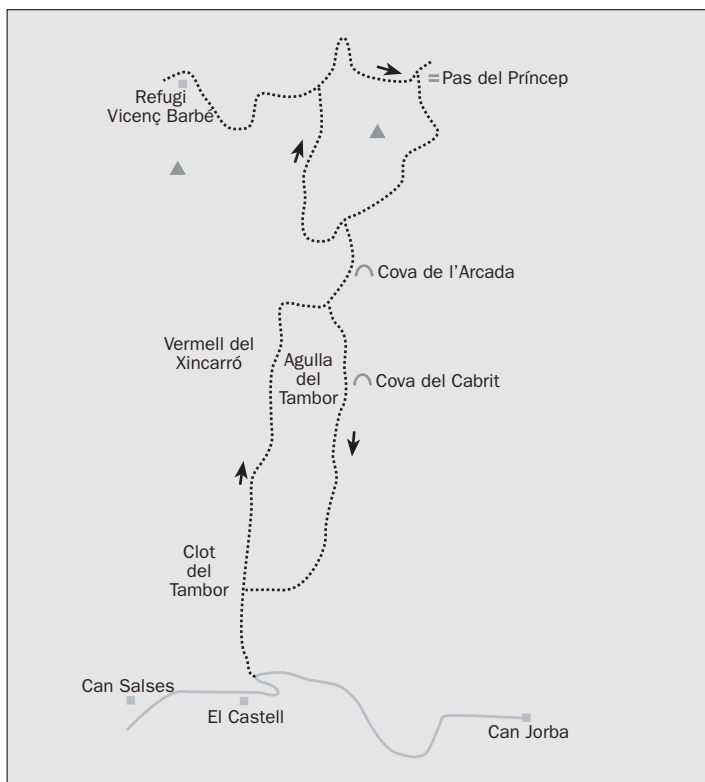 Pas del Príncep
Refugi
Vicenç Barbé
Cova de l'Arcada
Vermell del
Xincarró
Agulla
del
Tambor
Cova del Cabrit
Clot
del
Tambor
Can Salses
El Castell
Can Jorba